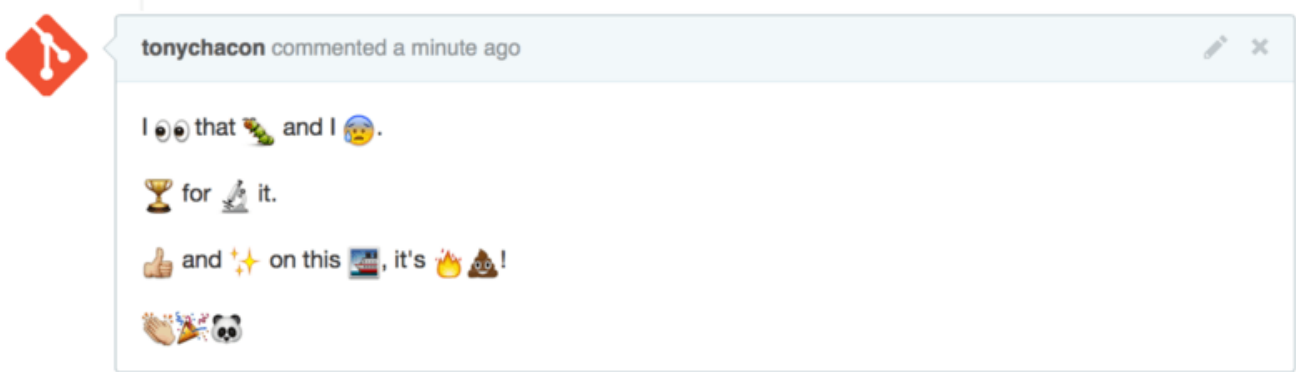 tonychacon commented a minute ago
I 👀 that 🐛 and I 😰.
🏆 for 🔬 it.
👍 and ✨ on this 🚢, it's 🔥💩!
👏🎉🐼